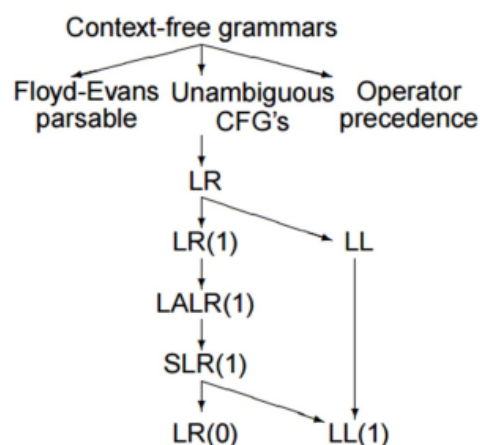 Context-free grammars
Floyd-Evans parsable
Unambiguous CFG's
Operator precedence
LR
LR(1)
LL
LALR(1)
SLR(1)
LR(0)
LL(1)